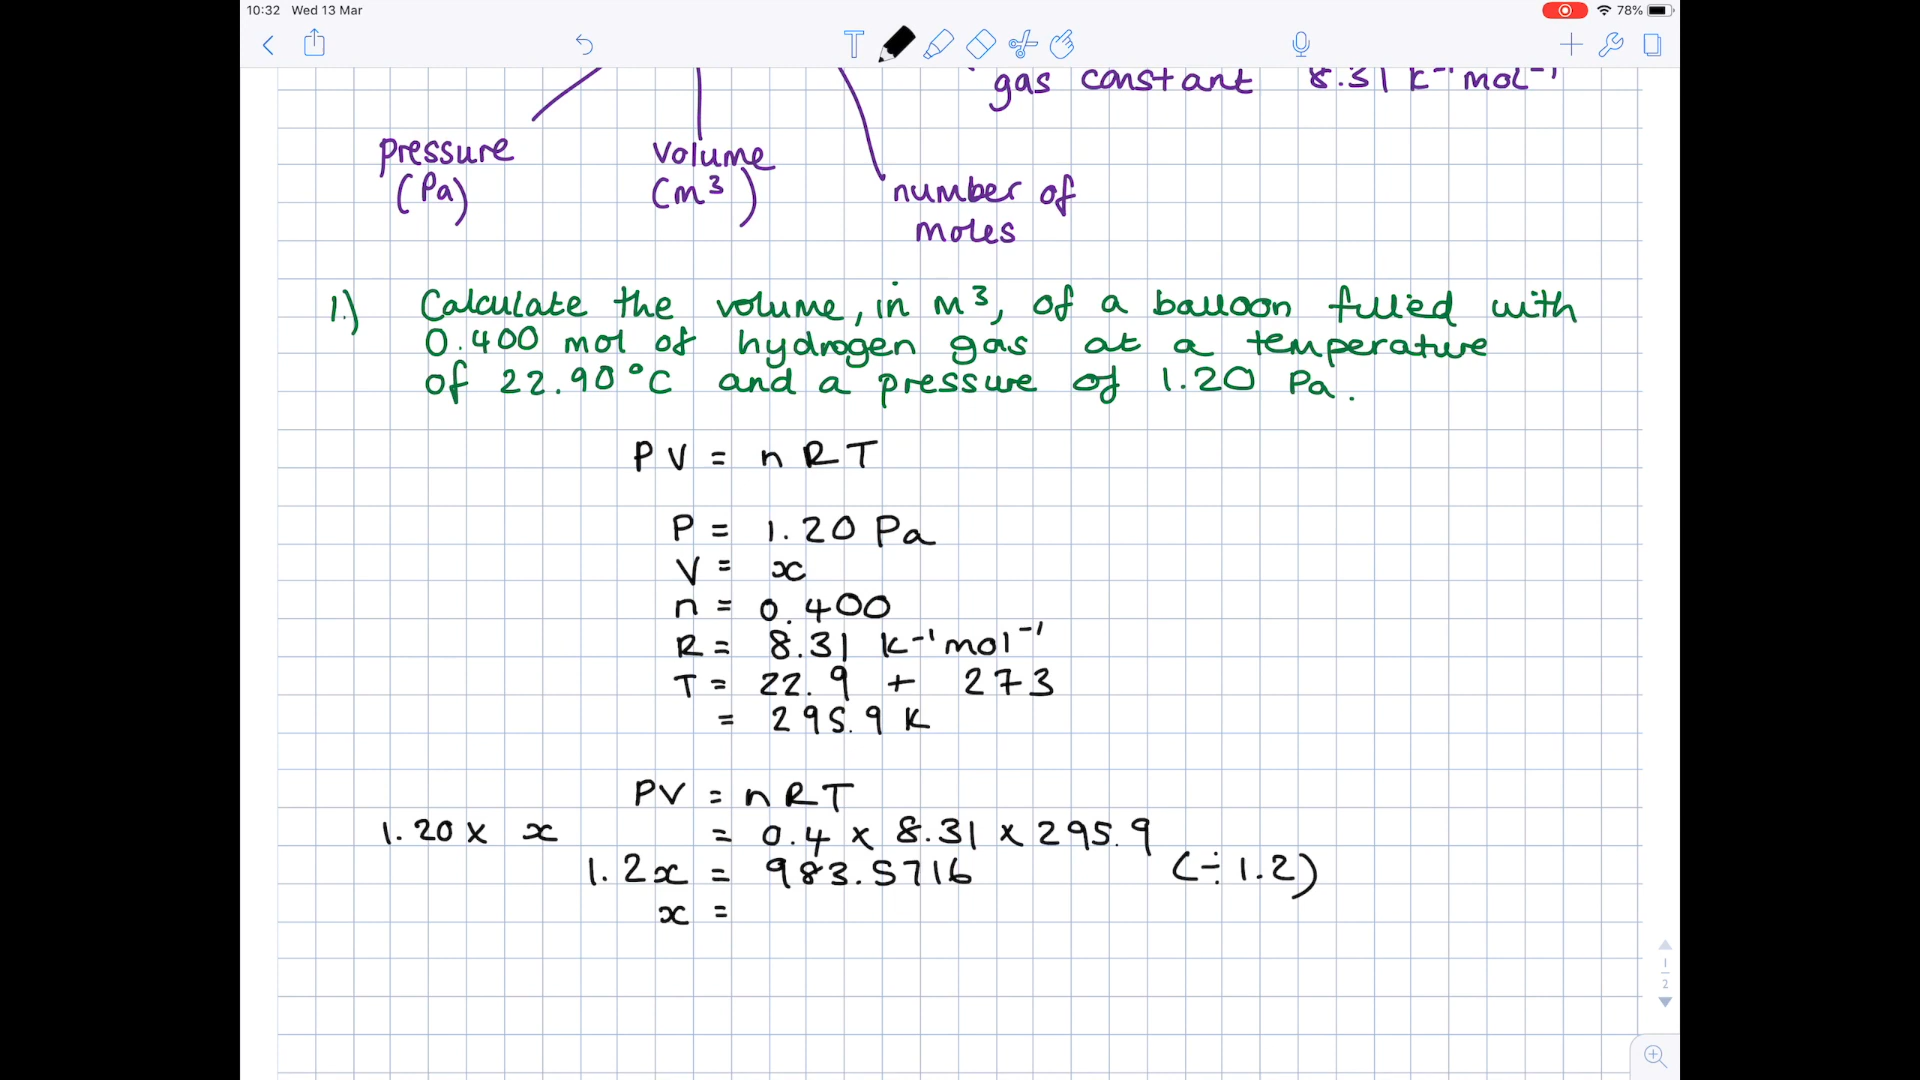 10:32 Wed 13 Mar
78%
gas constant 8.31 K⁻¹mol⁻¹
pressure
(Pa)
volume
(m³)
number of
moles
1.) Calculate the volume, in m³, of a balloon filled with
0.400 mol of hydrogen gas at a temperature
of 22.90°C and a pressure of 1.20 Pa.
PV = nRT
P = 1.20 Pa
V = x
n = 0.400
R = 8.31 K⁻¹mol⁻¹
T = 22.9 + 273
= 295.9 K
PV = nRT
1.20 × x = 0.4 × 8.31 × 295.9
1.2x = 983.5716 (÷1.2)
x =
1
2